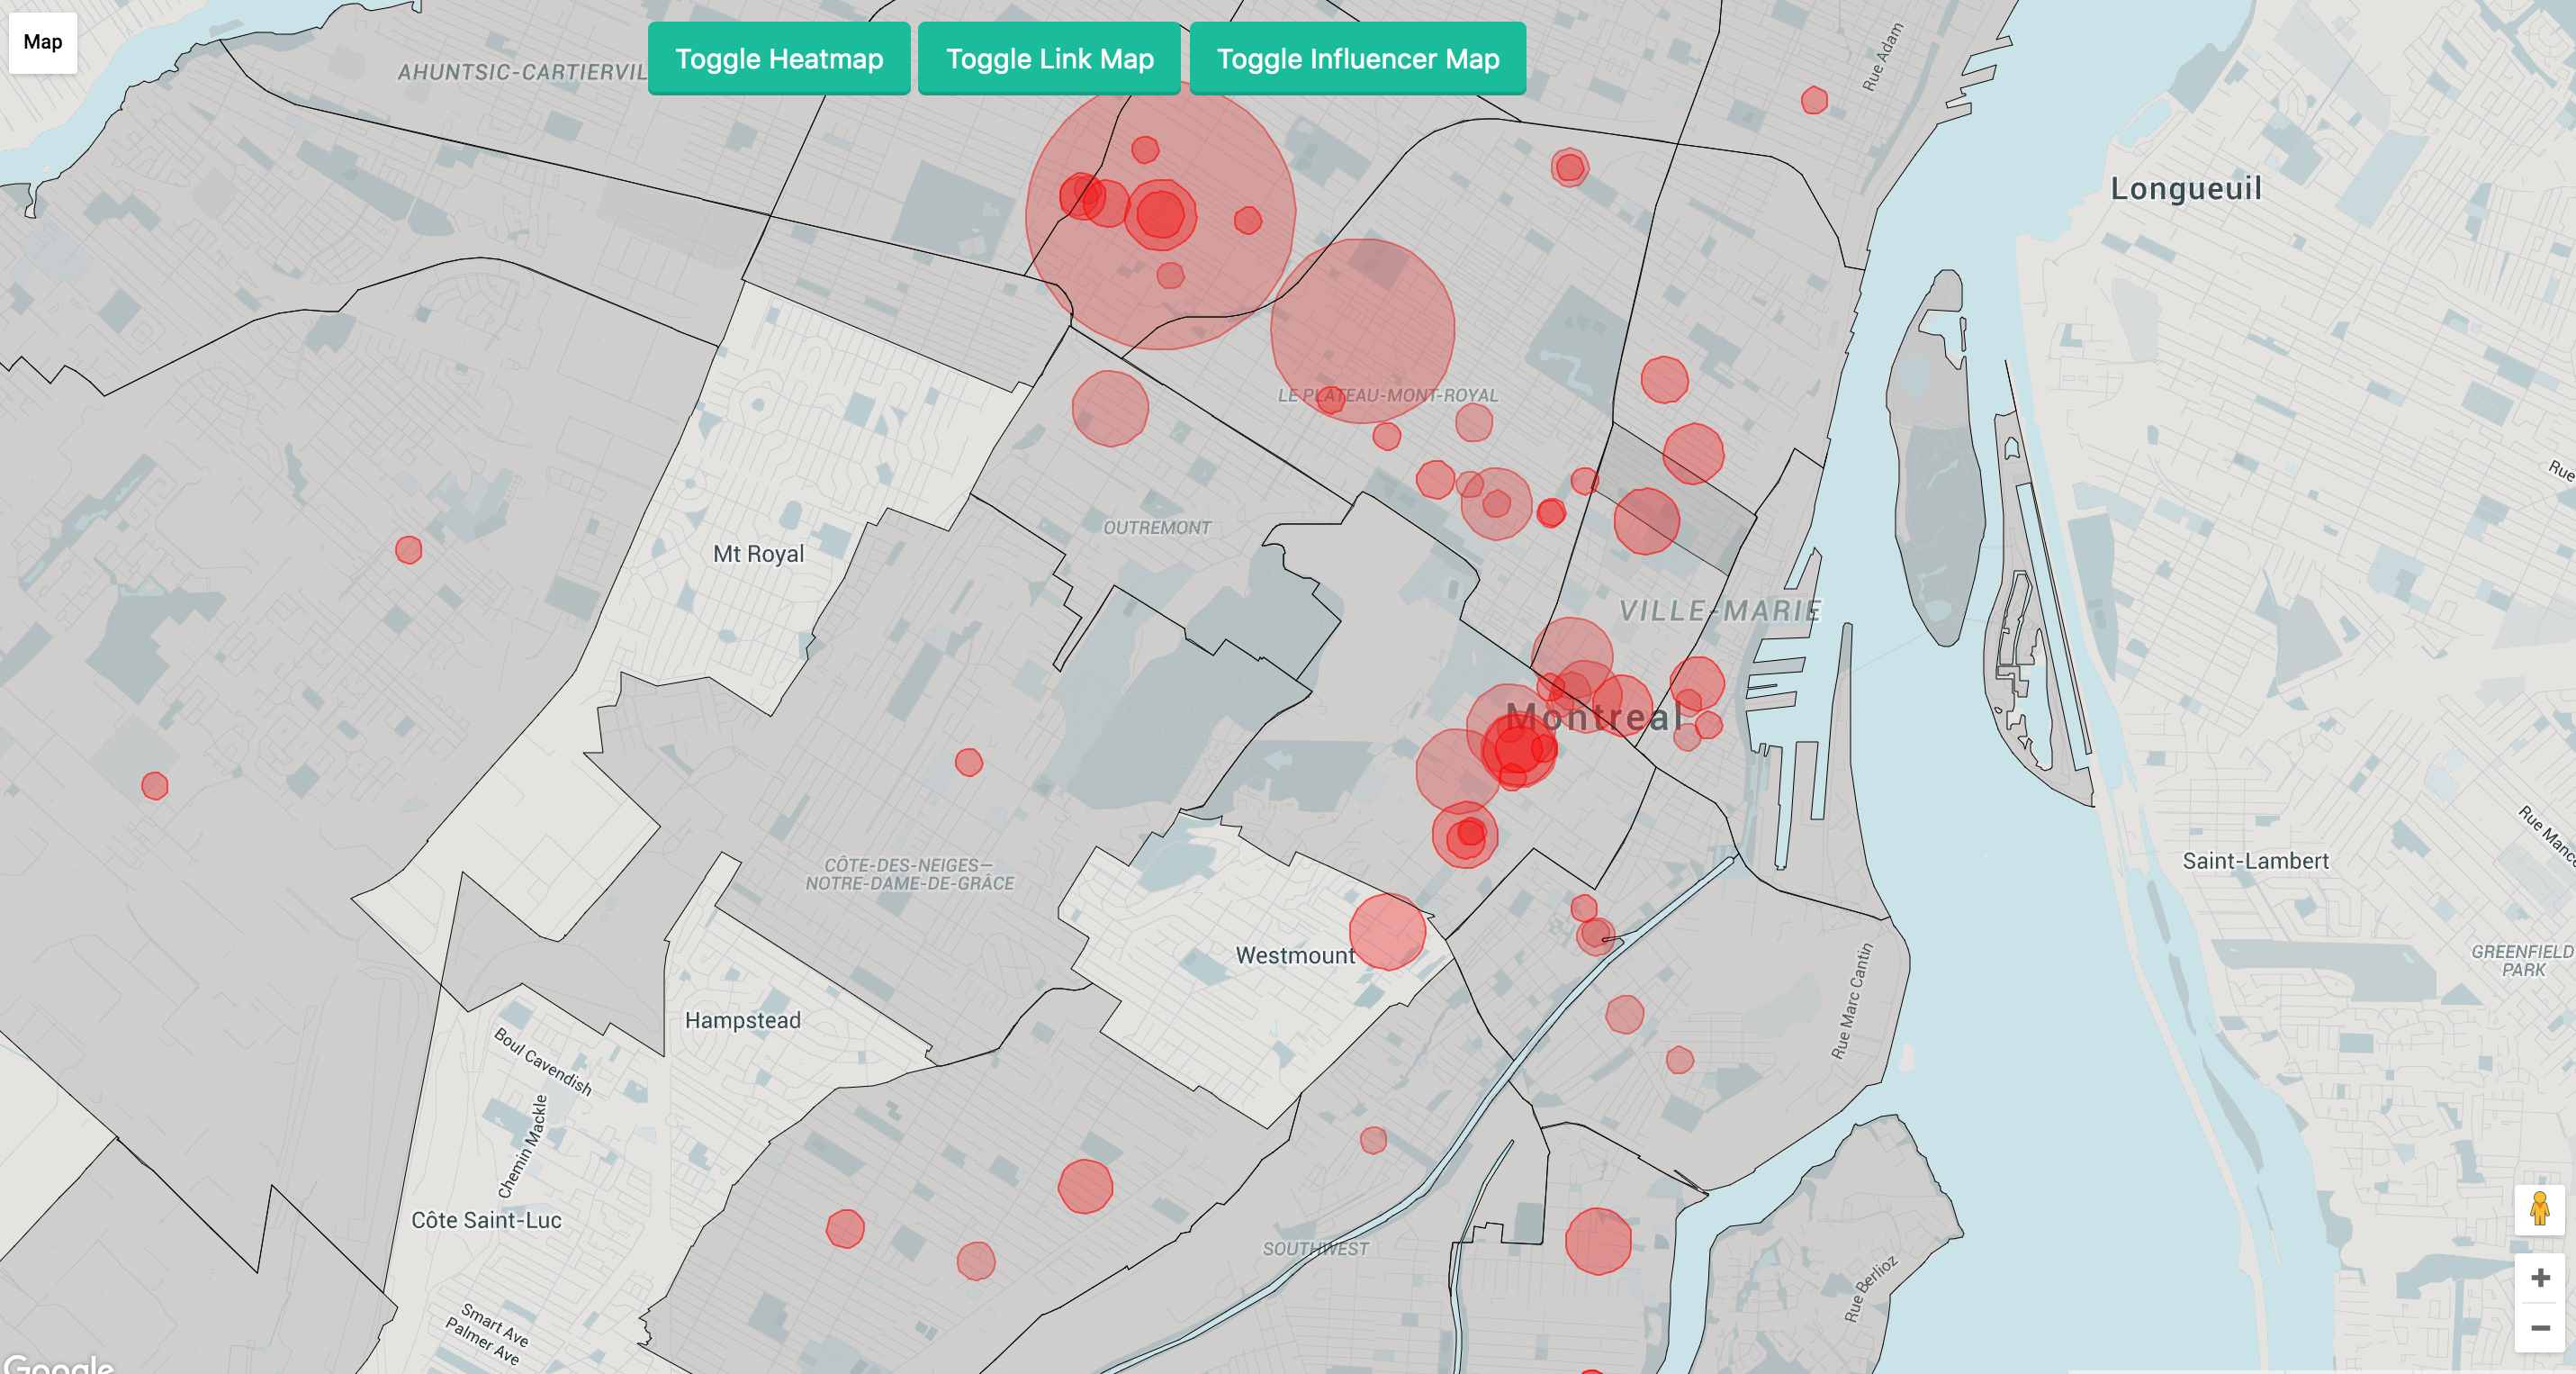 Map
Toggle Heatmap
Toggle Link Map
Toggle Influencer Map
AHUNTSIC-CARTIERVIL
Rue Adam
Longueuil
LE PLATEAU-MONT-ROYAL
Rue
OUTREMONT
Mt Royal
VILLE-MARIE
Montreal
CÔTE-DES-NEIGES—
NOTRE-DAME-DE-GRÂCE
Rue Mance
Saint-Lambert
Westmount
GREENFIELD
PARK
Rue Marc Cantin
Hampstead
Boul Cavendish
Chemin Mackle
Côte Saint-Luc
SOUTHWEST
Rue Berlioz
Smart Ave
Palmer Ave
Google